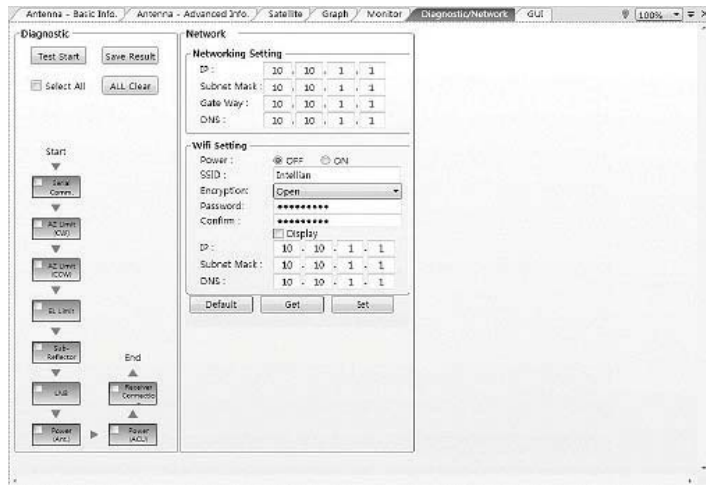 Antenna - Basic Info. Antenna - Advanced Info. Satellite Graph Monitor Diagnostic/Network GUI 100%
Diagnostic
Test Start Save Result
Select All ALL Clear
Start
Serial
Comm.
AZ Limit
(CW)
AZ Limit
(CCW)
EL Limit
Sub-
Reflector
LNB
Power
(Ant.)
Power
(ACU)
Receiver
Connectio
End
Network
Networking Setting
IP : 10 . 10 . 1 . 1
Subnet Mask : 10 . 10 . 1 . 1
Gate Way : 10 . 10 . 1 . 1
DNS : 10 . 10 . 1 . 1
Wifi Setting
Power : OFF ON
SSID : Intellian
Encryption: Open
Password: •••••••••
Confirm : •••••••••
Display
IP : 10 . 10 . 1 . 1
Subnet Mask : 10 . 10 . 1 . 1
DNS : 10 . 10 . 1 . 1
Default Get Set